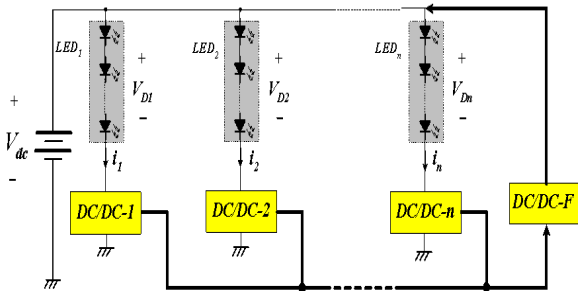 LED1 LED2 LEDn
+ + +
VD1 VD2 VDn
− − −
+
Vdc
−
i1 i2 in
DC/DC-1 DC/DC-2 DC/DC-n DC/DC-F